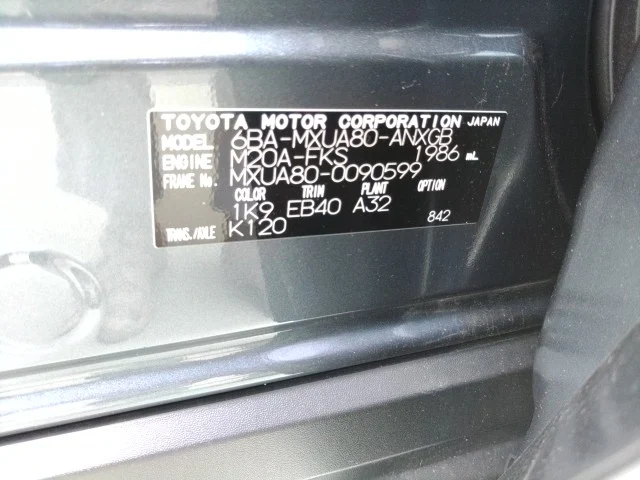 TOYOTA MOTOR CORPORATION JAPAN
MODEL 6BA-MXUA80-ANXGB
ENGINE M20A-FKS 1986 mL
FRAME No. MXUA80-0090599
COLOR TRIM PLANT OPTION
1K9 EB40 A32
TRANS./AXLE K120 842